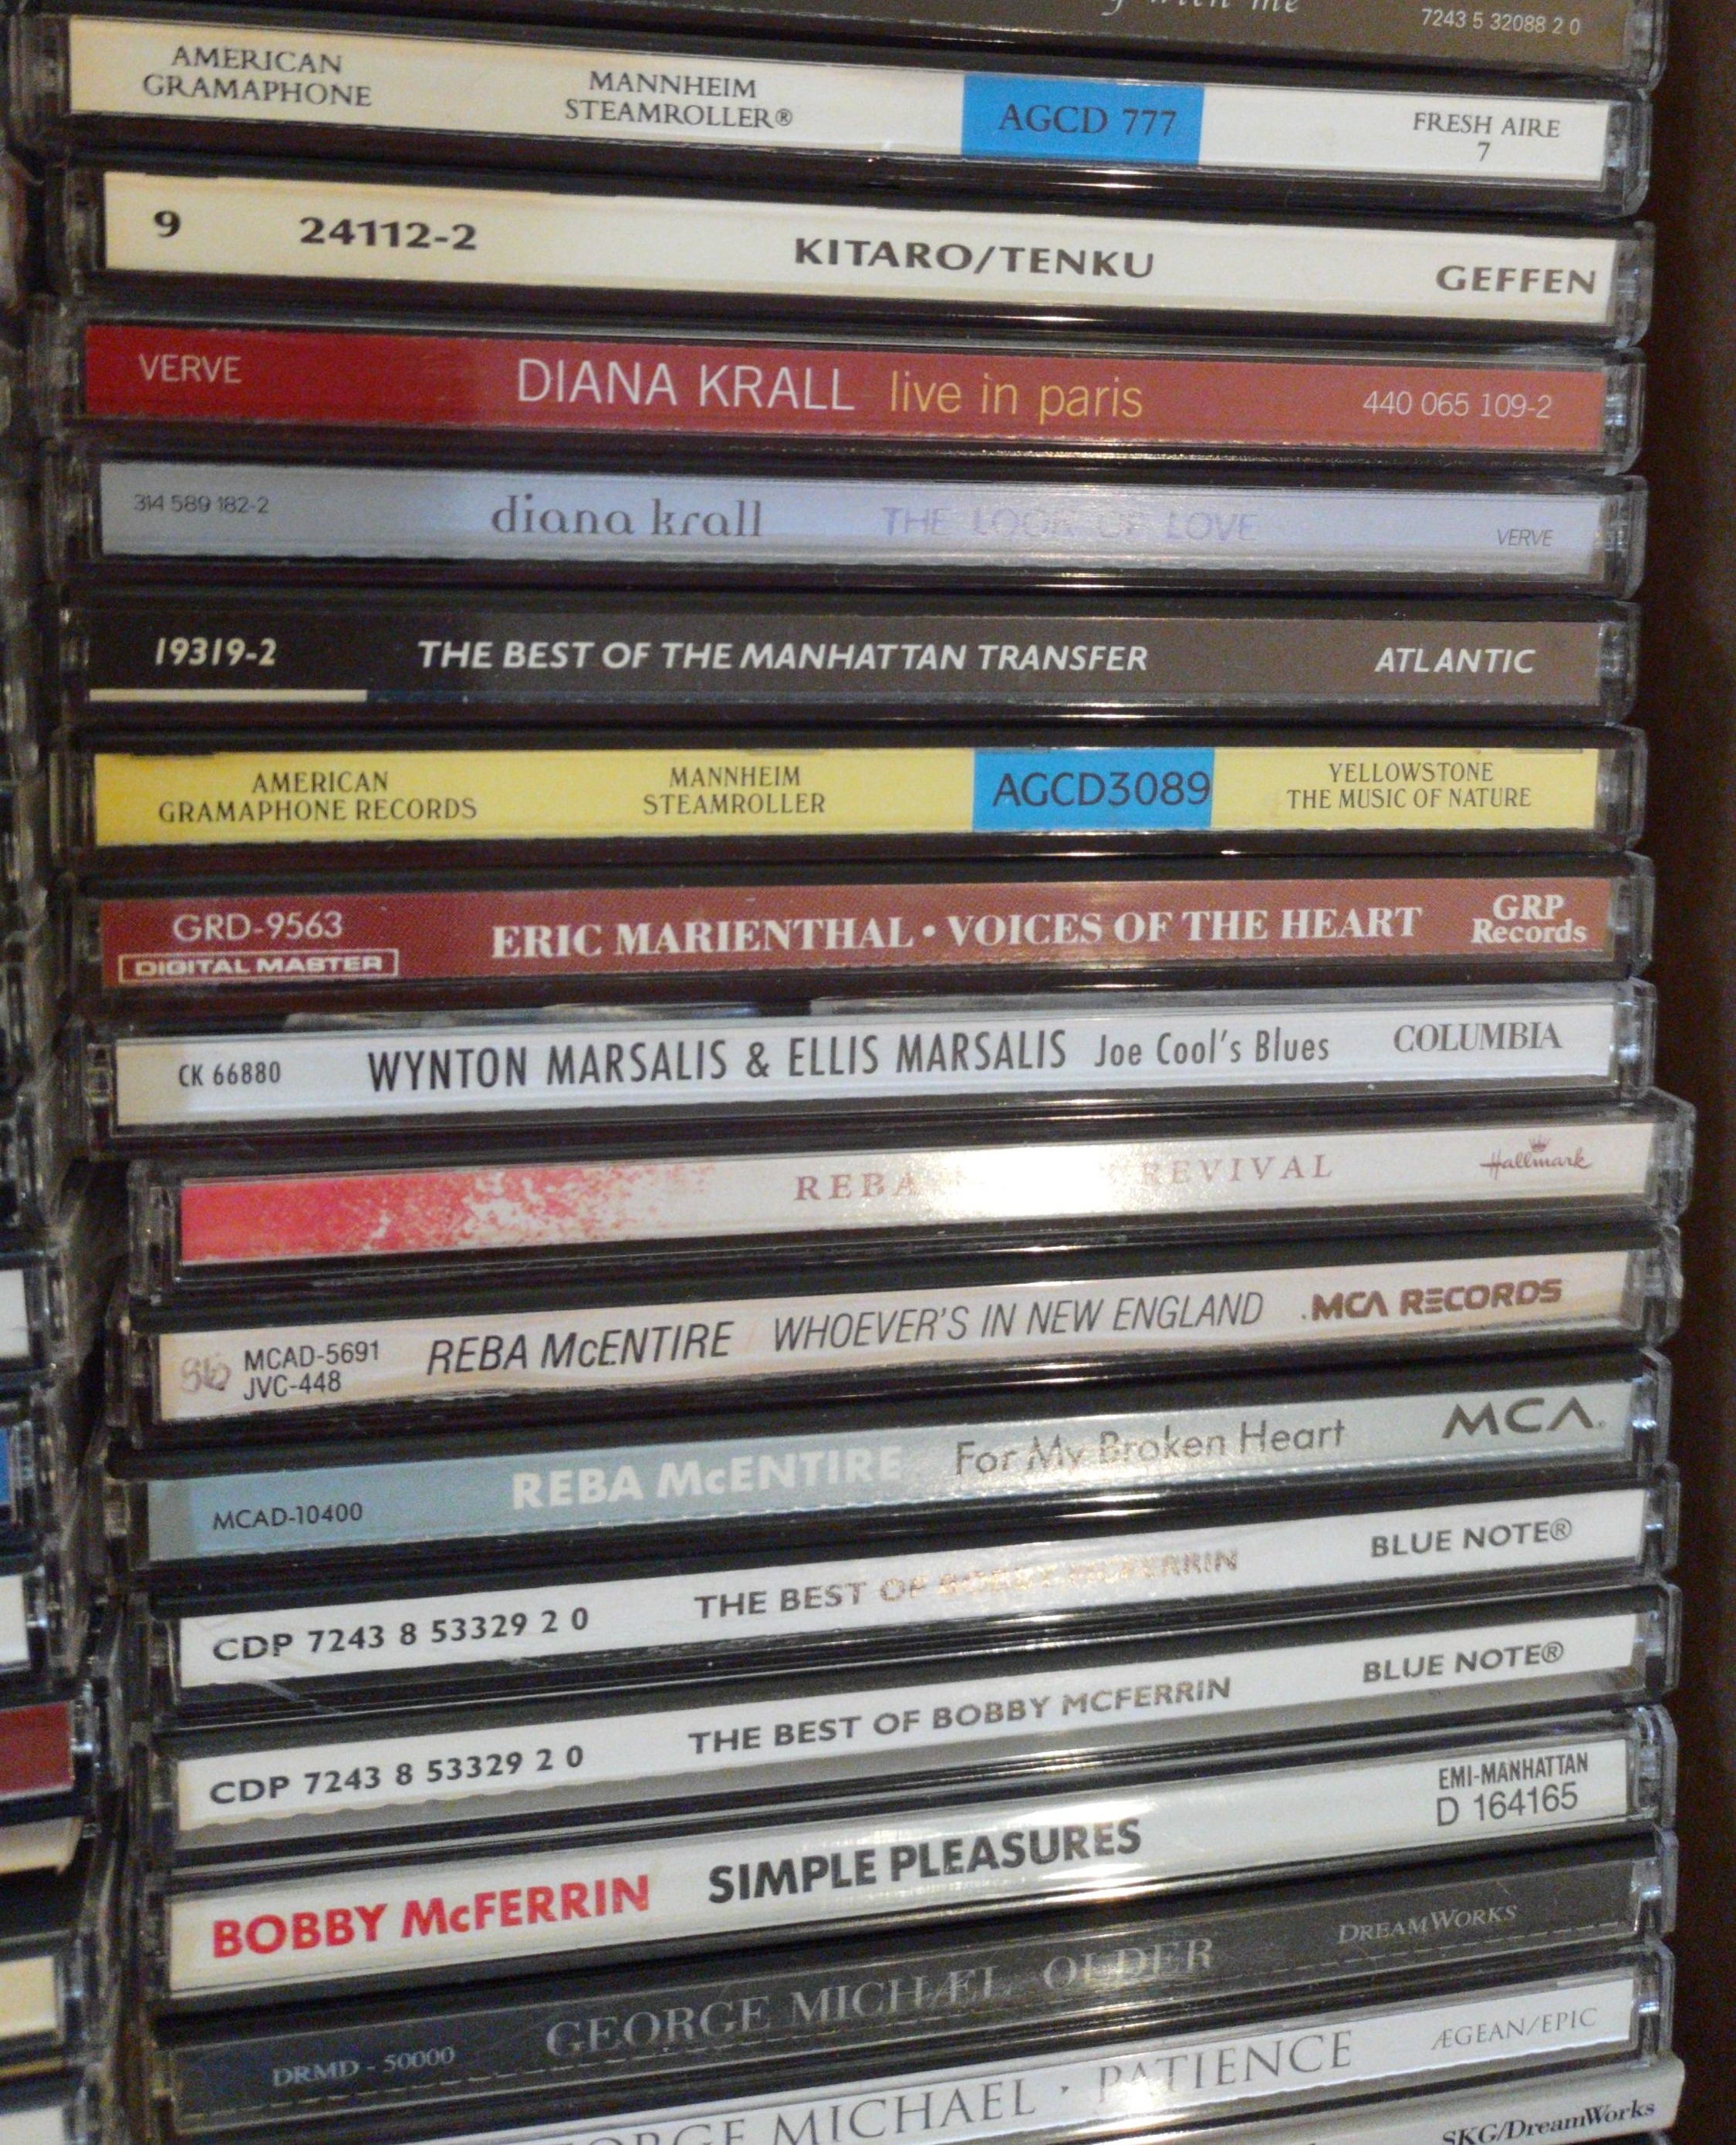 with me
7243 5 32088 2 0
AMERICAN
GRAMAPHONE
MANNHEIM
STEAMROLLER®
AGCD 777
FRESH AIRE
7
9 24112-2 KITARO/TENKU GEFFEN
VERVE DIANA KRALL live in paris 440 065 109-2
314 589 182-2 diana krall THE LOOK OF LOVE VERVE
19319-2 THE BEST OF THE MANHATTAN TRANSFER ATLANTIC
AMERICAN
GRAMAPHONE RECORDS
MANNHEIM
STEAMROLLER
AGCD3089
YELLOWSTONE
THE MUSIC OF NATURE
GRD-9563
DIGITAL MASTER
ERIC MARIENTHAL • VOICES OF THE HEART
GRP
Records
CK 66880 WYNTON MARSALIS & ELLIS MARSALIS Joe Cool's Blues COLUMBIA
REBA REVIVAL Hallmark
MCAD-5691
JVC-448
REBA McENTIRE WHOEVER'S IN NEW ENGLAND MCA RECORDS
MCAD-10400 REBA McENTIRE For My Broken Heart MCA
CDP 7243 8 53329 2 0 THE BEST OF BOBBY MCFERRIN BLUE NOTE®
CDP 7243 8 53329 2 0 THE BEST OF BOBBY MCFERRIN BLUE NOTE®
BOBBY McFERRIN SIMPLE PLEASURES
EMI-MANHATTAN
D 164165
DRMD - 50000 GEORGE MICHAEL OLDER DREAMWORKS
MICHAEL · PATIENCE ÆGEAN/EPIC
SKG/DreamWorks